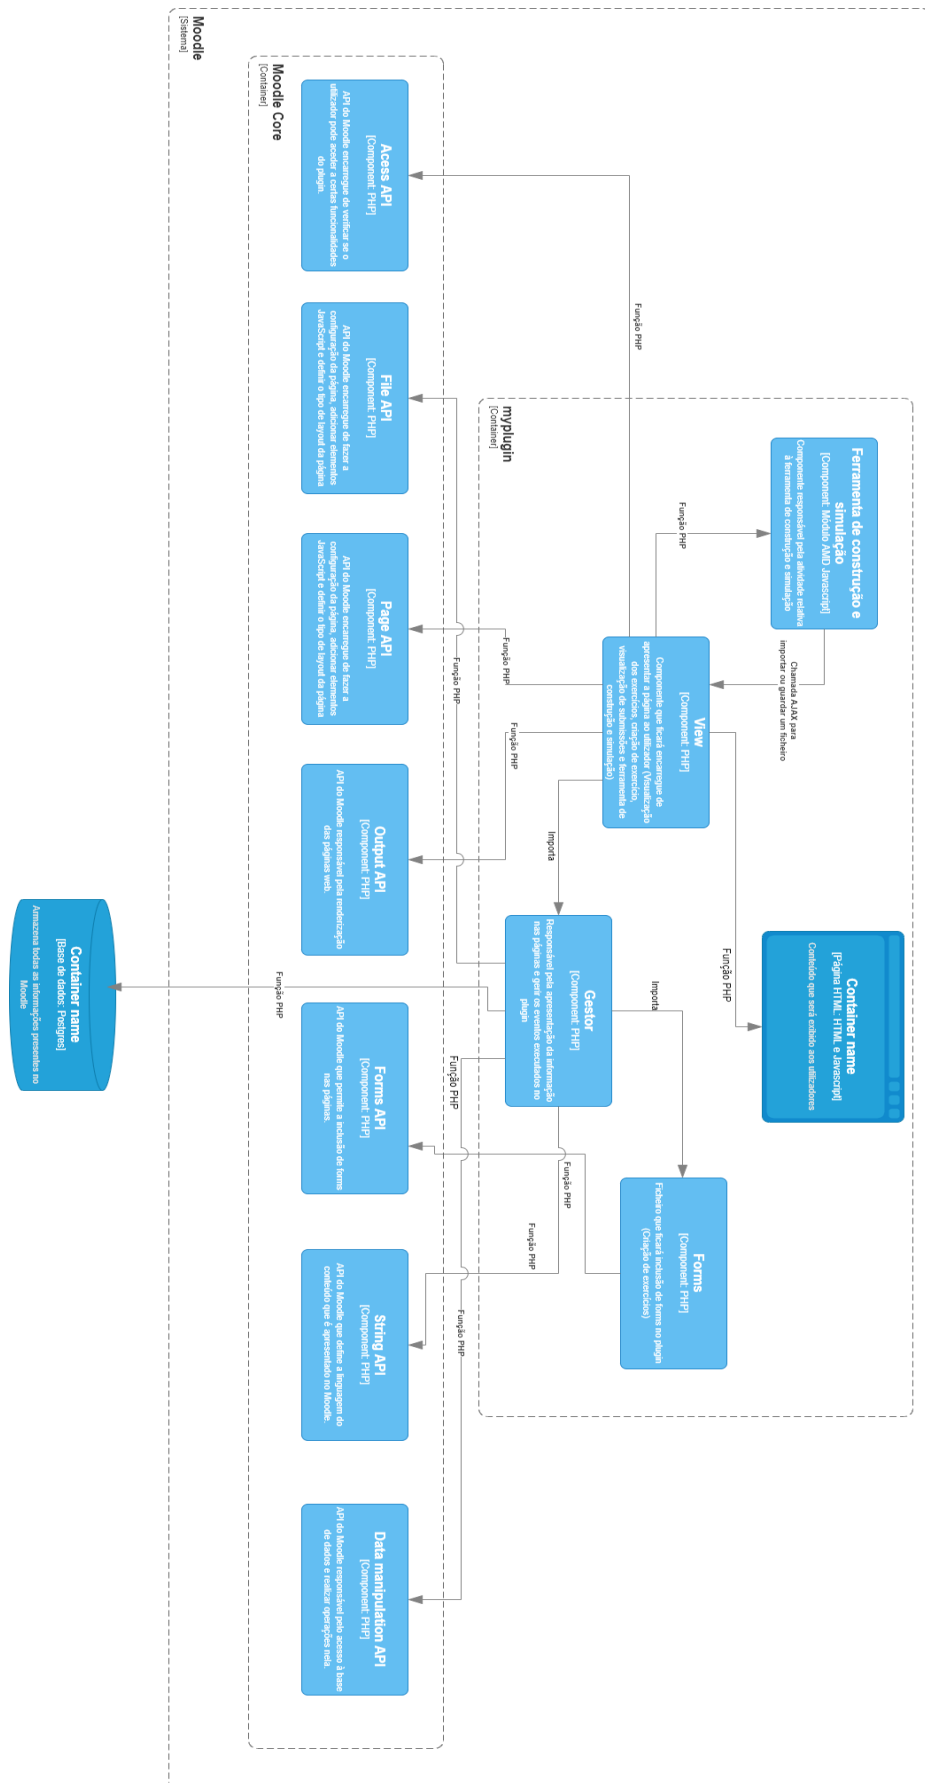 Ferramenta de construção e
simulação
[Component: Módulo AMD Javascript]
Componente responsável pela atividade relativa
à ferramenta de construção e simulação
Container name
[Página HTML: HTML e Javascript]
Conteúdo que será exibido aos utilizadores
Chamada AJAX para
importar ou guardar um ficheiro
Função PHP
Função PHP
View
[Component: PHP]
Componente que ficará encarregue de
apresentar a página ao utilizador (Visualização
dos exercícios, criação de exercício,
visualização de submissões e ferramenta de
construção e simulação)
Forms
[Component: PHP]
Ficheiro que ficará inclusão de forms no plugin
(Criação de exercícios)
Importa
Função PHP
Gestor
[Component: PHP]
Responsável pela apresentação da informação
nas páginas e gerir os eventos executados no
plugin
Importa
Função PHP
Função PHP
Função PHP
Função PHP
myplugin
[Container]
Função PHP
Função PHP
Função PHP
Função PHP
Acess API
[Component: PHP]
API do Moodle encarregue de verificar se o
utilizador pode aceder a certas funcionalidades
do plugin.
File API
[Component: PHP]
API do Moodle encarregue de fazer a
configuração da página, adicionar elementos
JavaScript e definir o tipo de layout da página
Page API
[Component: PHP]
API do Moodle encarregue de fazer a
configuração da página, adicionar elementos
JavaScript e definir o tipo de layout da página
Output API
[Component: PHP]
API do Moodle responsável pela renderização
das páginas web.
Forms API
[Component: PHP]
API do Moodle que permite a inclusão de forms
nas páginas.
String API
[Component: PHP]
API do Moodle que define a linguagem do
conteúdo que é apresentado no Moodle.
Data manipulation API
[Component: PHP]
API do Moodle responsável pelo acesso à base
de dados e realizar operações nela.
Moodle Core
[Container]
Moodle
[Sistema]
Container name
[Base de dados: Postgres]
Armazena todas as informações presentes no
Moodle